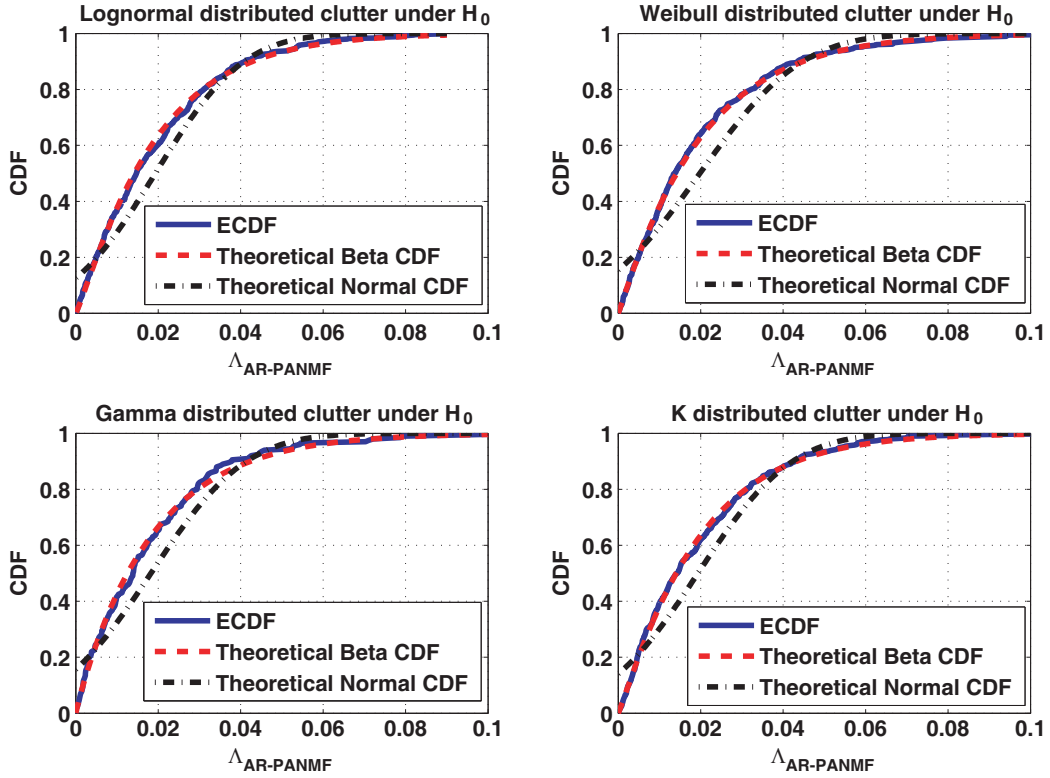 Lognormal distributed clutter under H0
1
0.8
0.6
0.4
0.2
0
CDF
ECDF
Theoretical Beta CDF
Theoretical Normal CDF
0 0.02 0.04 0.06 0.08 0.1
ΛAR-PANMF
Weibull distributed clutter under H0
1
0.8
0.6
0.4
0.2
0
CDF
ECDF
Theoretical Beta CDF
Theoretical Normal CDF
0 0.02 0.04 0.06 0.08 0.1
ΛAR-PANMF
Gamma distributed clutter under H0
1
0.8
0.6
0.4
0.2
0
CDF
ECDF
Theoretical Beta CDF
Theoretical Normal CDF
0 0.02 0.04 0.06 0.08 0.1
ΛAR-PANMF
K distributed clutter under H0
1
0.8
0.6
0.4
0.2
0
CDF
ECDF
Theoretical Beta CDF
Theoretical Normal CDF
0 0.02 0.04 0.06 0.08 0.1
ΛAR-PANMF